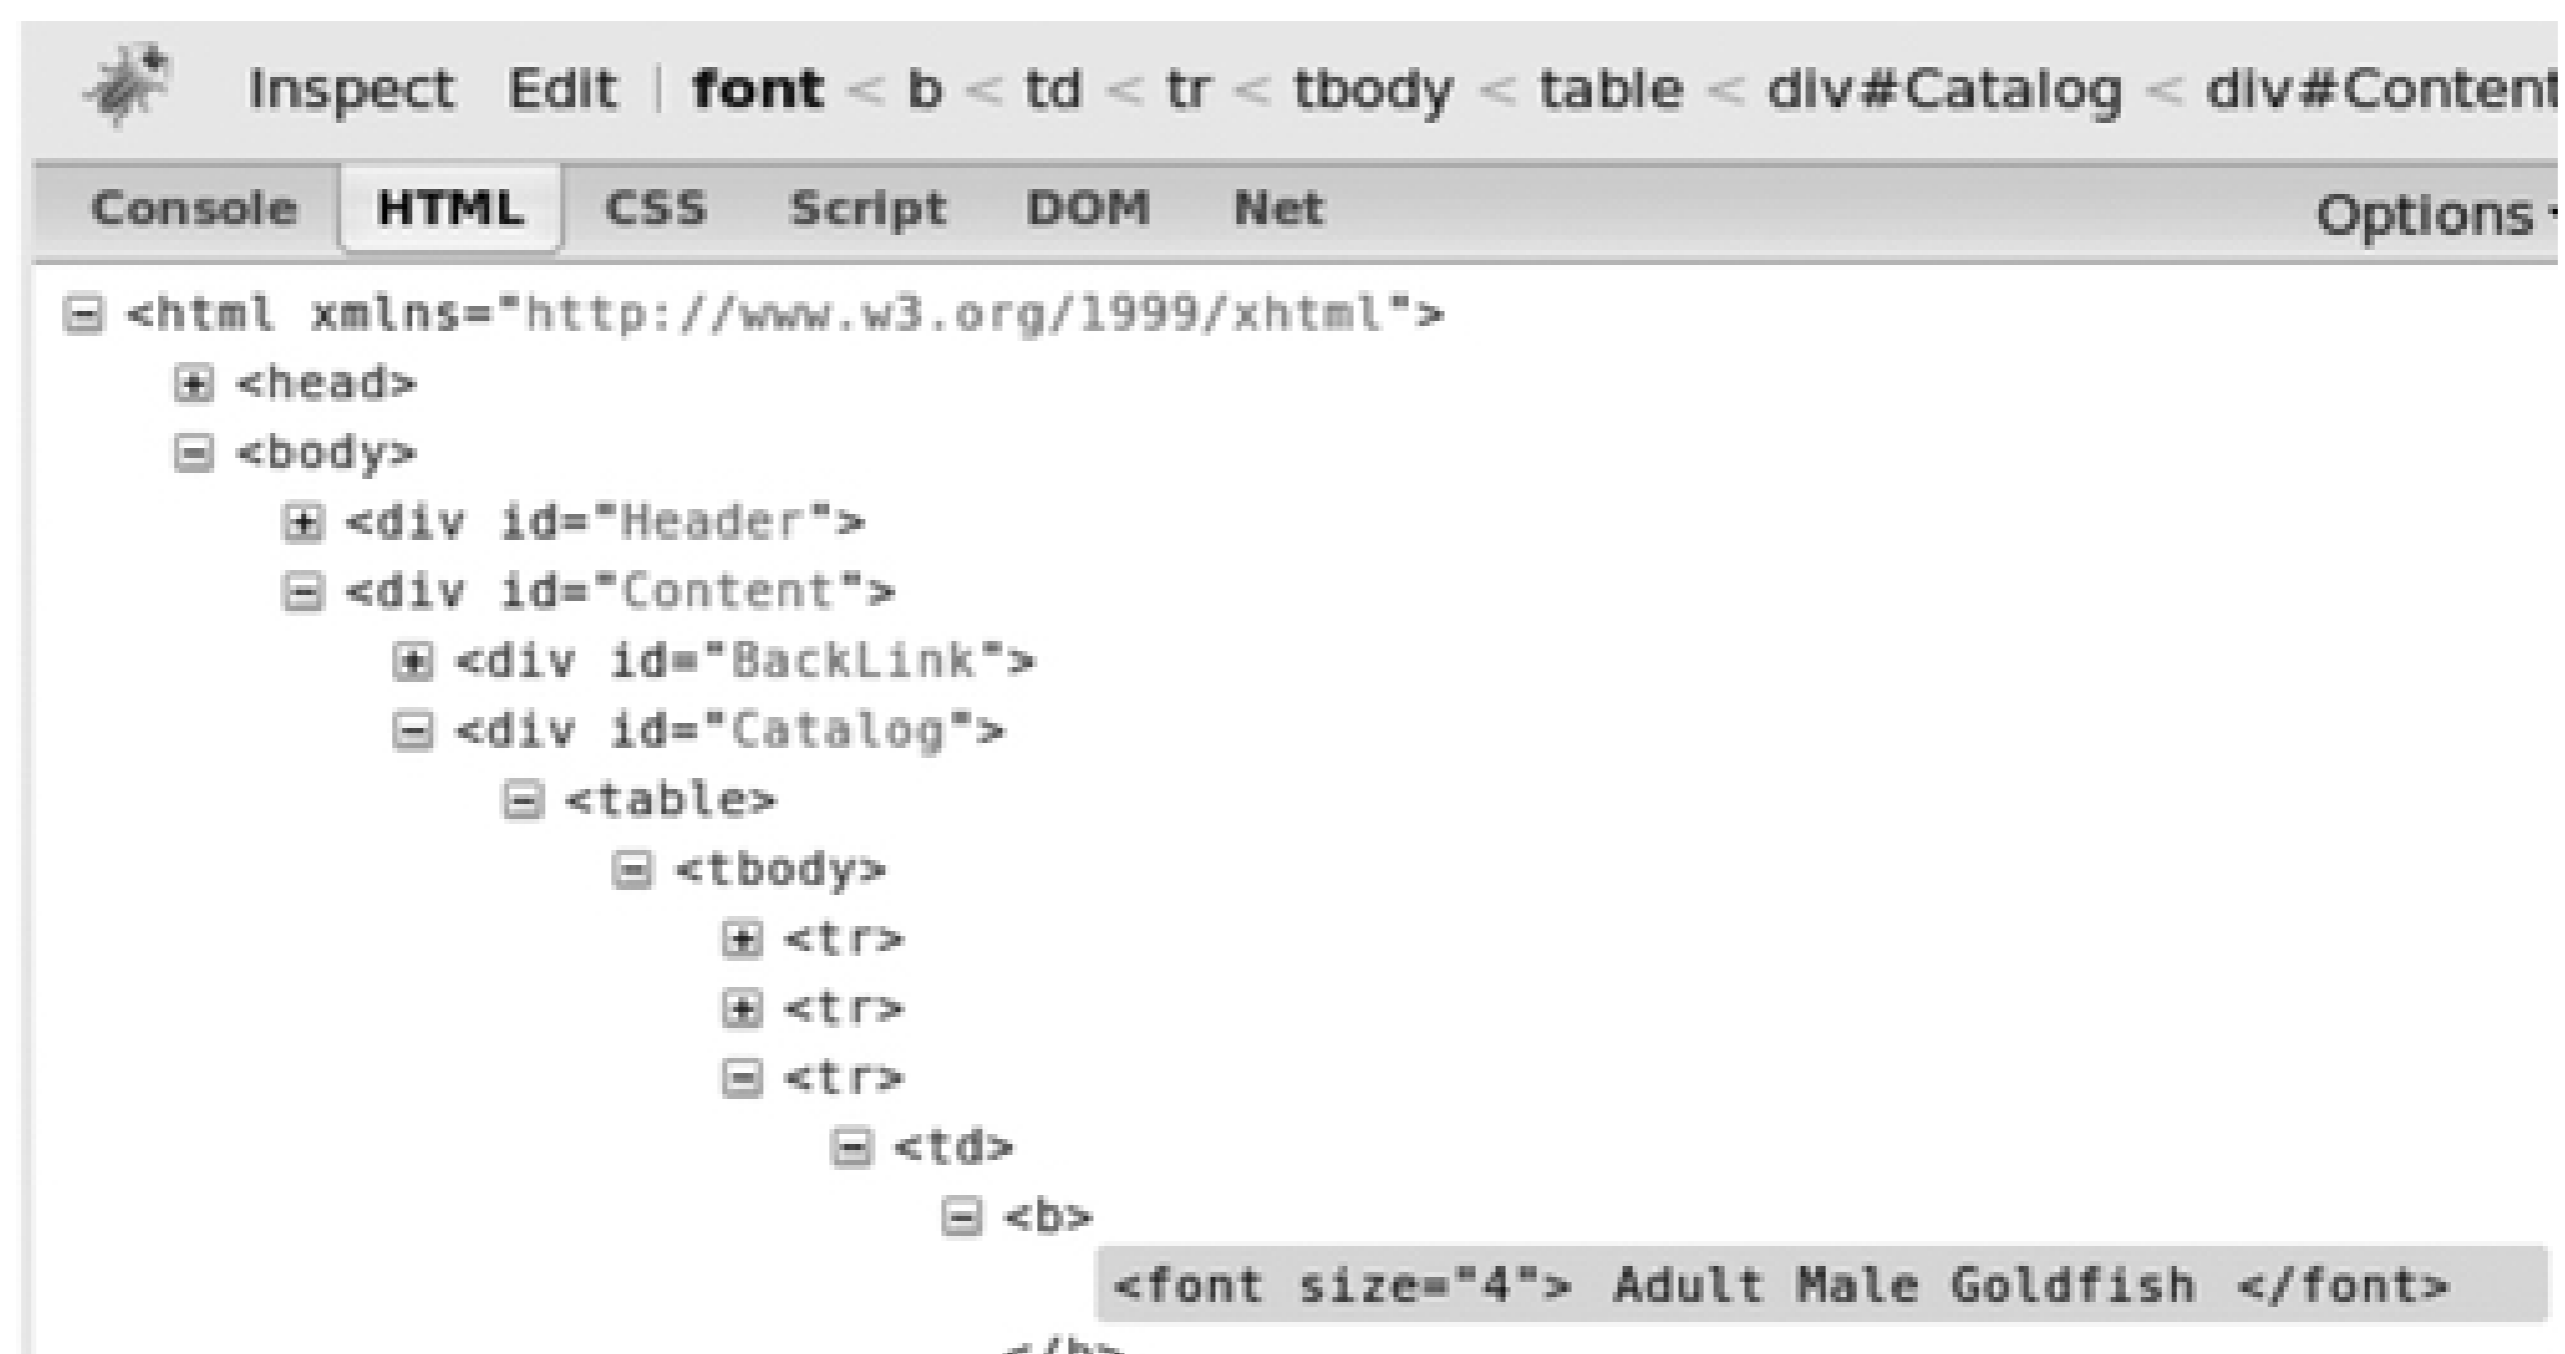 Inspect Edit | font < b < td < tr < tbody < table < div#Catalog < div#Content
Console HTML CSS Script DOM Net Options
<html xmlns="http://www.w3.org/1999/xhtml">
<head>
<body>
<div id="Header">
<div id="Content">
<div id="BackLink">
<div id="Catalog">
<table>
<tbody>
<tr>
<tr>
<tr>
<td>
<b>
<font size="4"> Adult Male Goldfish </font>
</b>